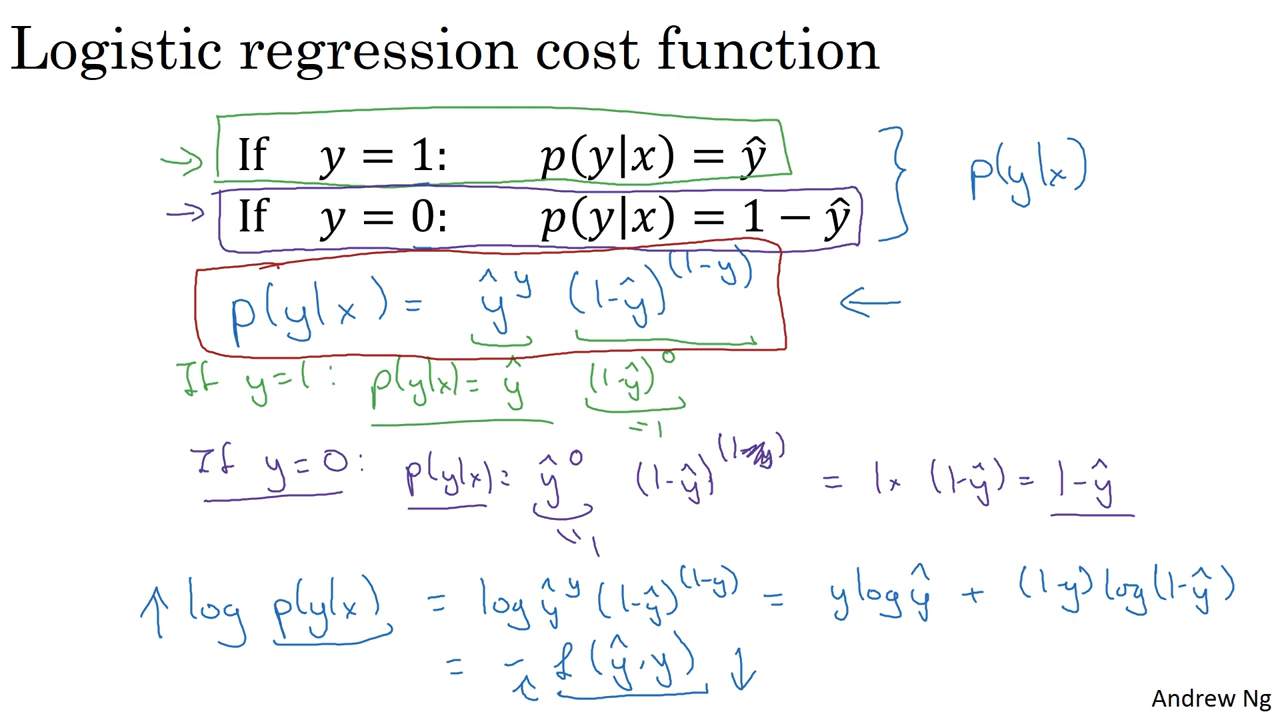 Logistic regression cost function
→ If y = 1: p(y|x) = ŷ
→ If y = 0: p(y|x) = 1 − ŷ } p(y|x)
p(y|x) = ŷ^y (1-ŷ)^(1-y) ←
If y=1: p(y|x) = ŷ (1-ŷ)^0
=1
If y=0: p(y|x) = ŷ^0 (1-ŷ)^(1-y) = 1 x (1-ŷ) = 1-ŷ
"1
↑ log p(y|x) = log ŷ^y (1-ŷ)^(1-y) = y log ŷ + (1-y) log(1-ŷ)
= - ℒ(ŷ,y) ↓
Andrew Ng